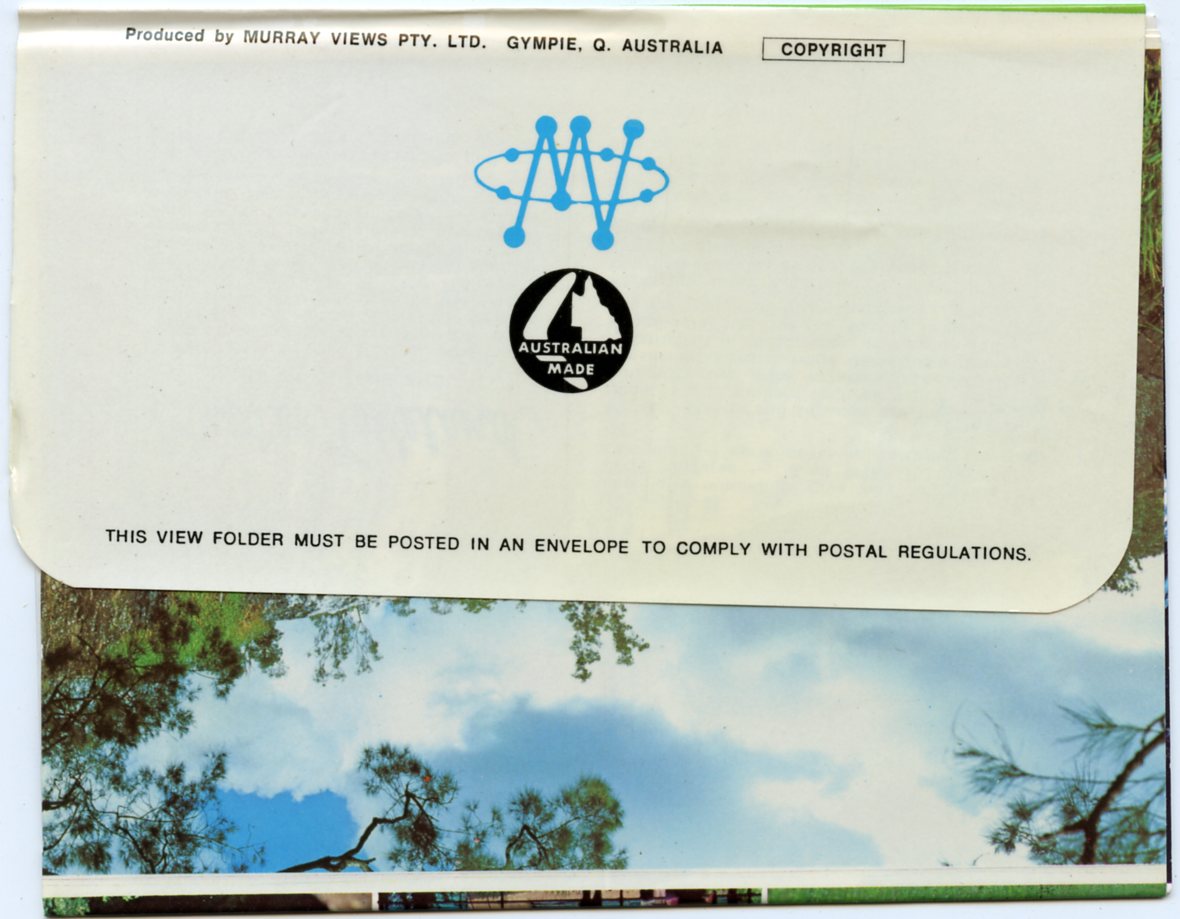 Produced by MURRAY VIEWS PTY. LTD. GYMPIE, Q. AUSTRALIA COPYRIGHT
MV
AUSTRALIAN
MADE
THIS VIEW FOLDER MUST BE POSTED IN AN ENVELOPE TO COMPLY WITH POSTAL REGULATIONS.